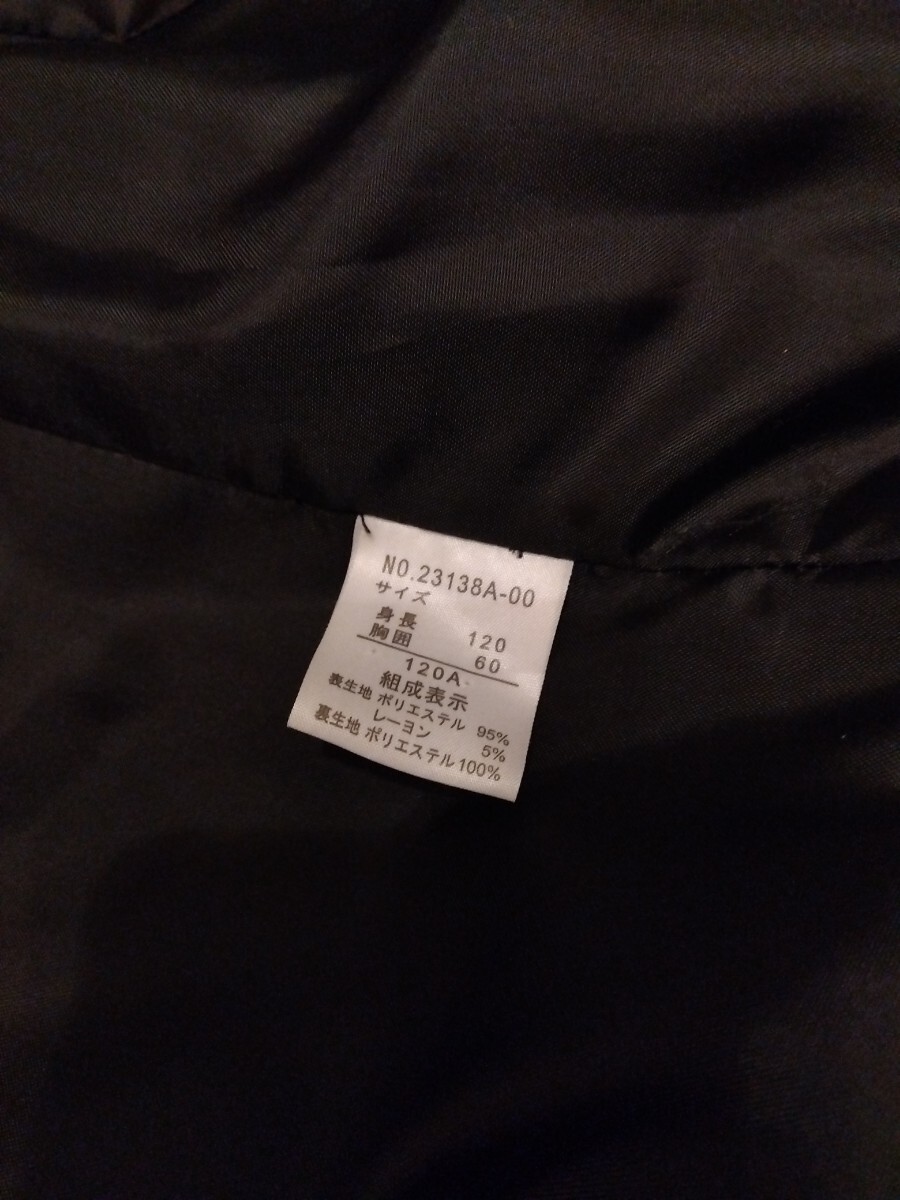 NO.23138A-00
サイズ
身長 120
胸囲 60
120A
組成表示
表生地 ポリエステル 95%
レーヨン 5%
裏生地 ポリエステル100%